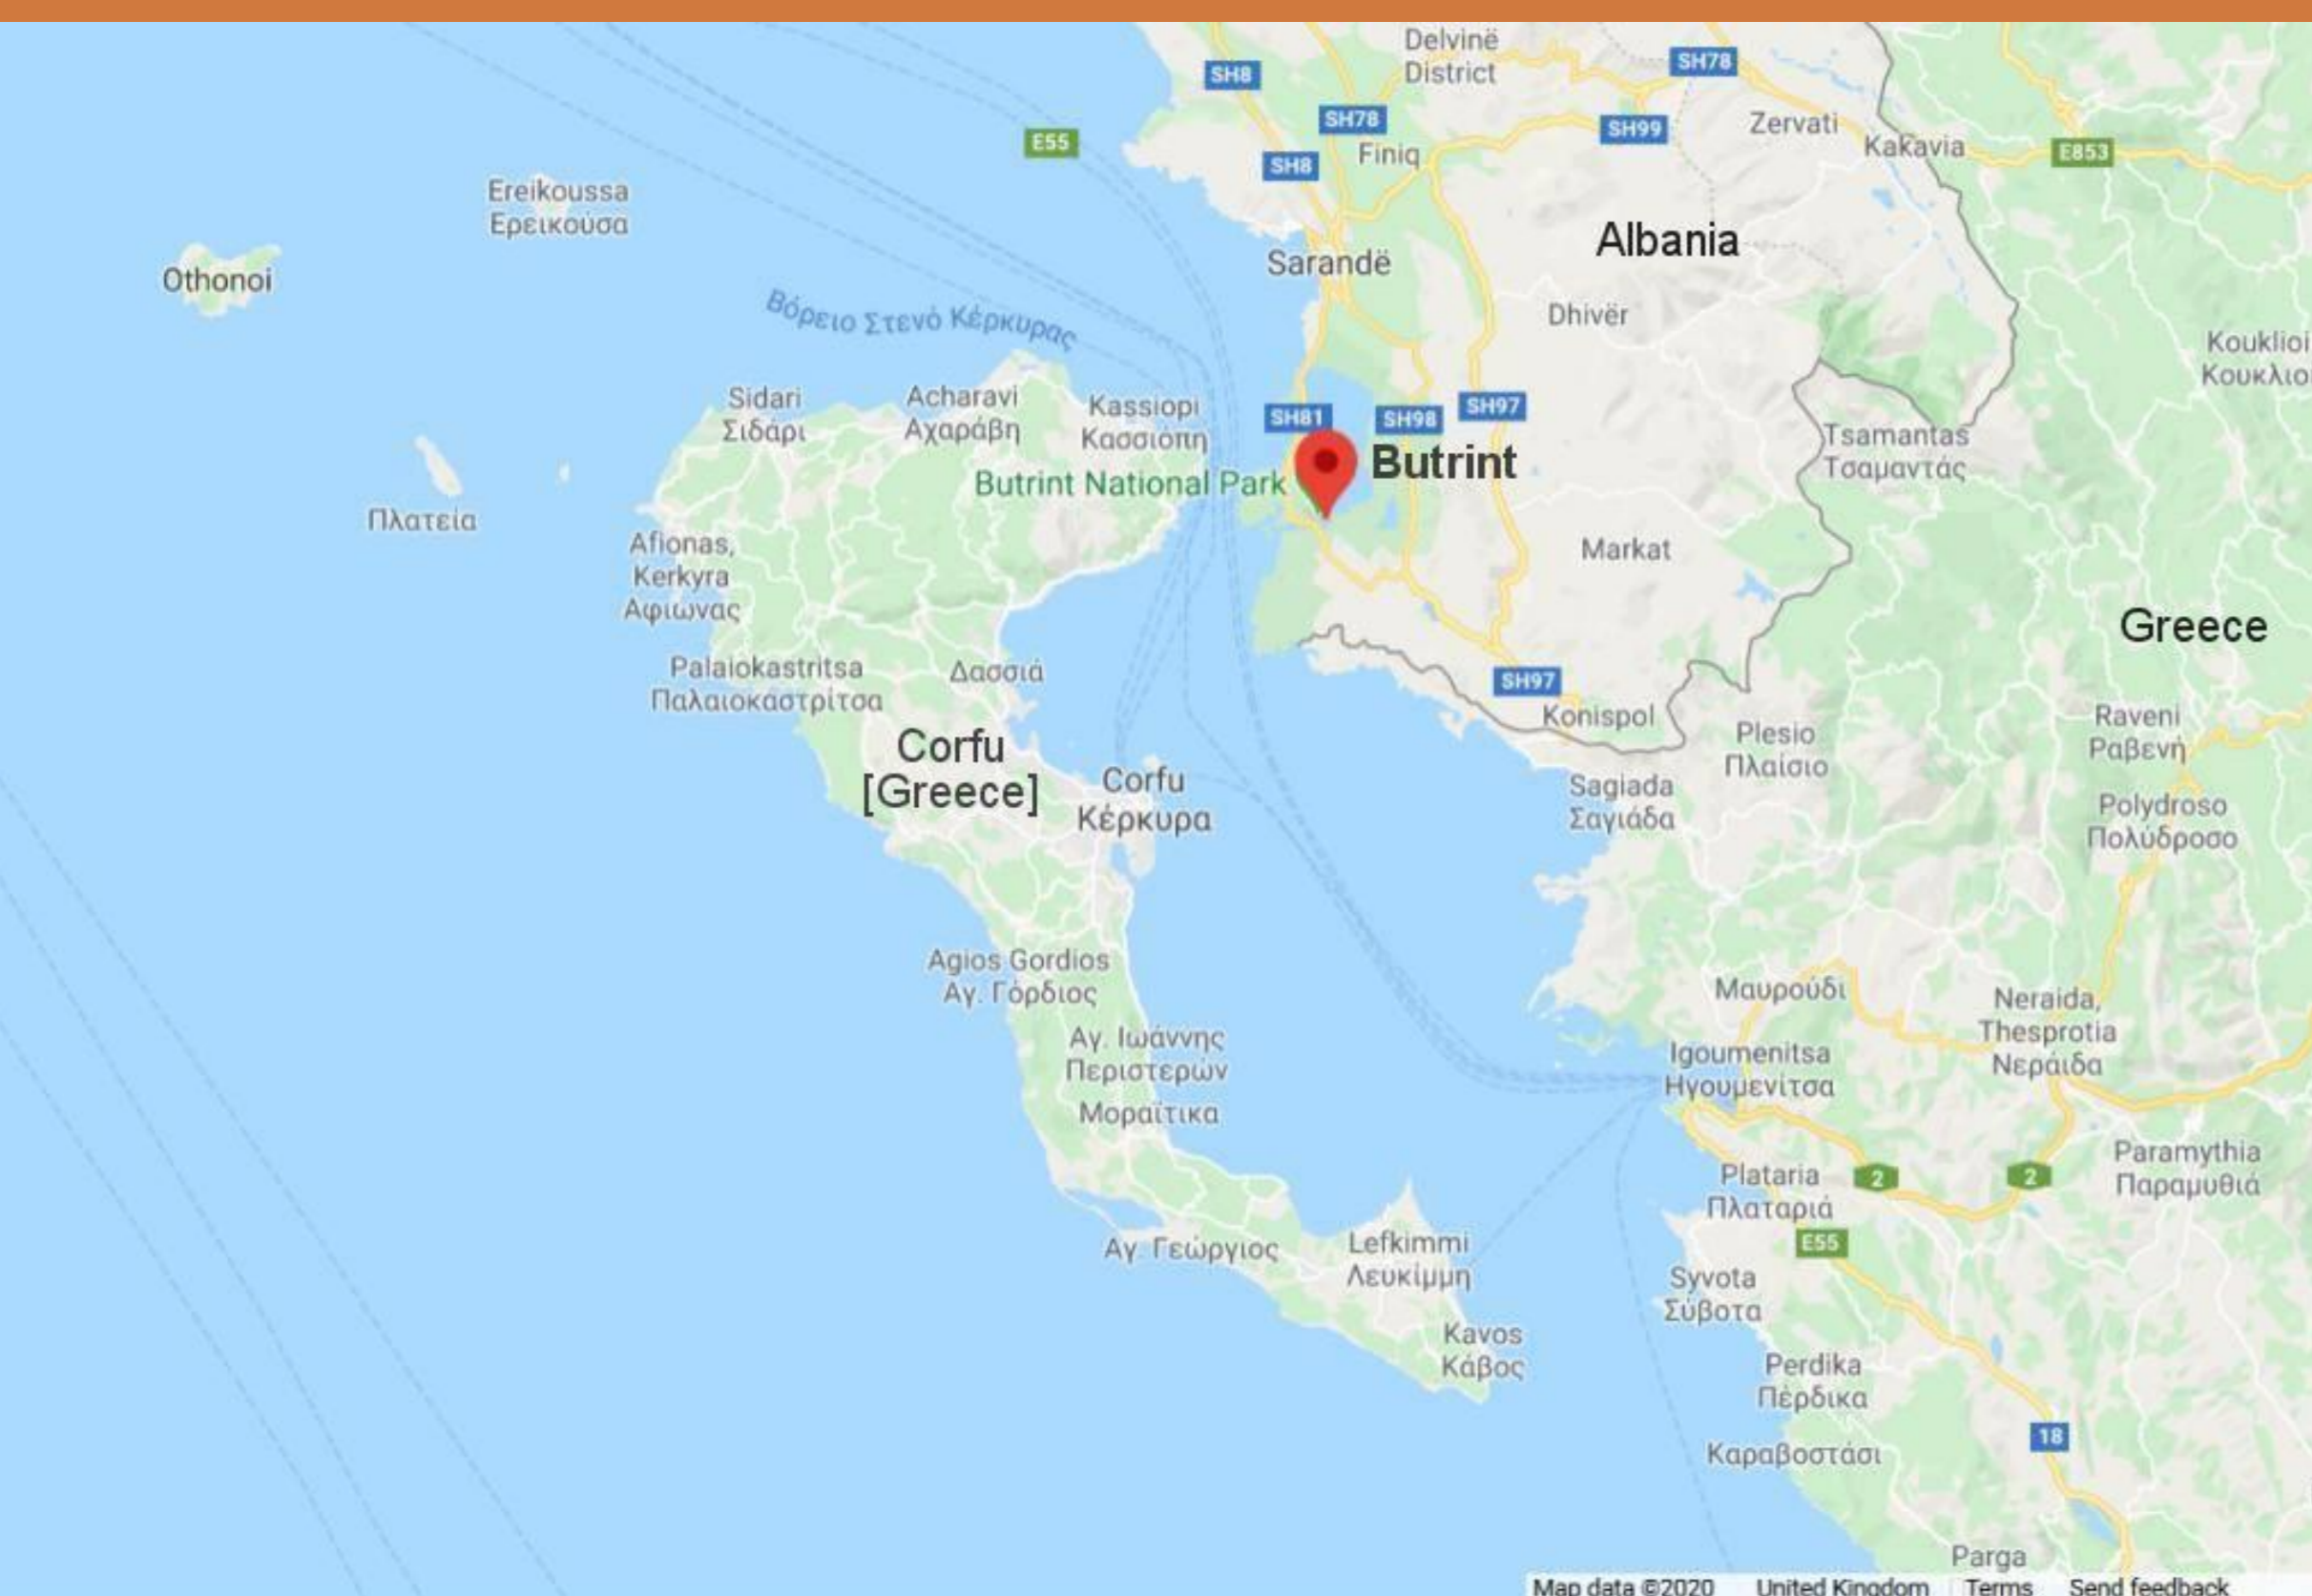 Delvinë
District
SH78
SH8
SH78
E55
SH99
Zervati
Kakavia
E853
SH8
Finiq
Ereikoussa
Ερεικούσα
Albania
Othonoi
Sarandë
Βόρειο Στενό Κέρκυρας
Dhivër
Kouklioi
Κουκλιοι
Sidari
Σιδάρι
Acharavi
Αχαράβη
Kassiopi
Κασσιόπη
SH81
SH98
SH97
Butrint National Park
Butrint
Tsamantas
Τσαμαντάς
Πλατεία
Afionas,
Kerkyra
Αφιώνας
Markat
Greece
Palaiokastritsa
Παλαιοκαστρίτσα
Δασσιά
SH97
Konispol
Plesio
Πλαίσιο
Raveni
Ραβενή
Corfu
[Greece]
Corfu
Κέρκυρα
Sagiada
Σαγιάδα
Polydroso
Πολύδροσο
Agios Gordios
Αγ. Γόρδιος
Μαυρούδι
Neraida,
Thesprotia
Νεράιδα
Αγ. Ιωάννης
Περιστερών
Igoumenitsa
Ηγουμενίτσα
Μοραΐτικα
Plataria
Πλαταριά
2
2
Paramythia
Παραμυθιά
Αγ. Γεώργιος
Lefkimmi
Λευκίμμη
E55
Syvota
Σύβοτα
Kavos
Κάβος
Perdika
Πέρδικα
Καραβοστάσι
18
Parga
Map data ©2020 United Kingdom Terms Send feedback